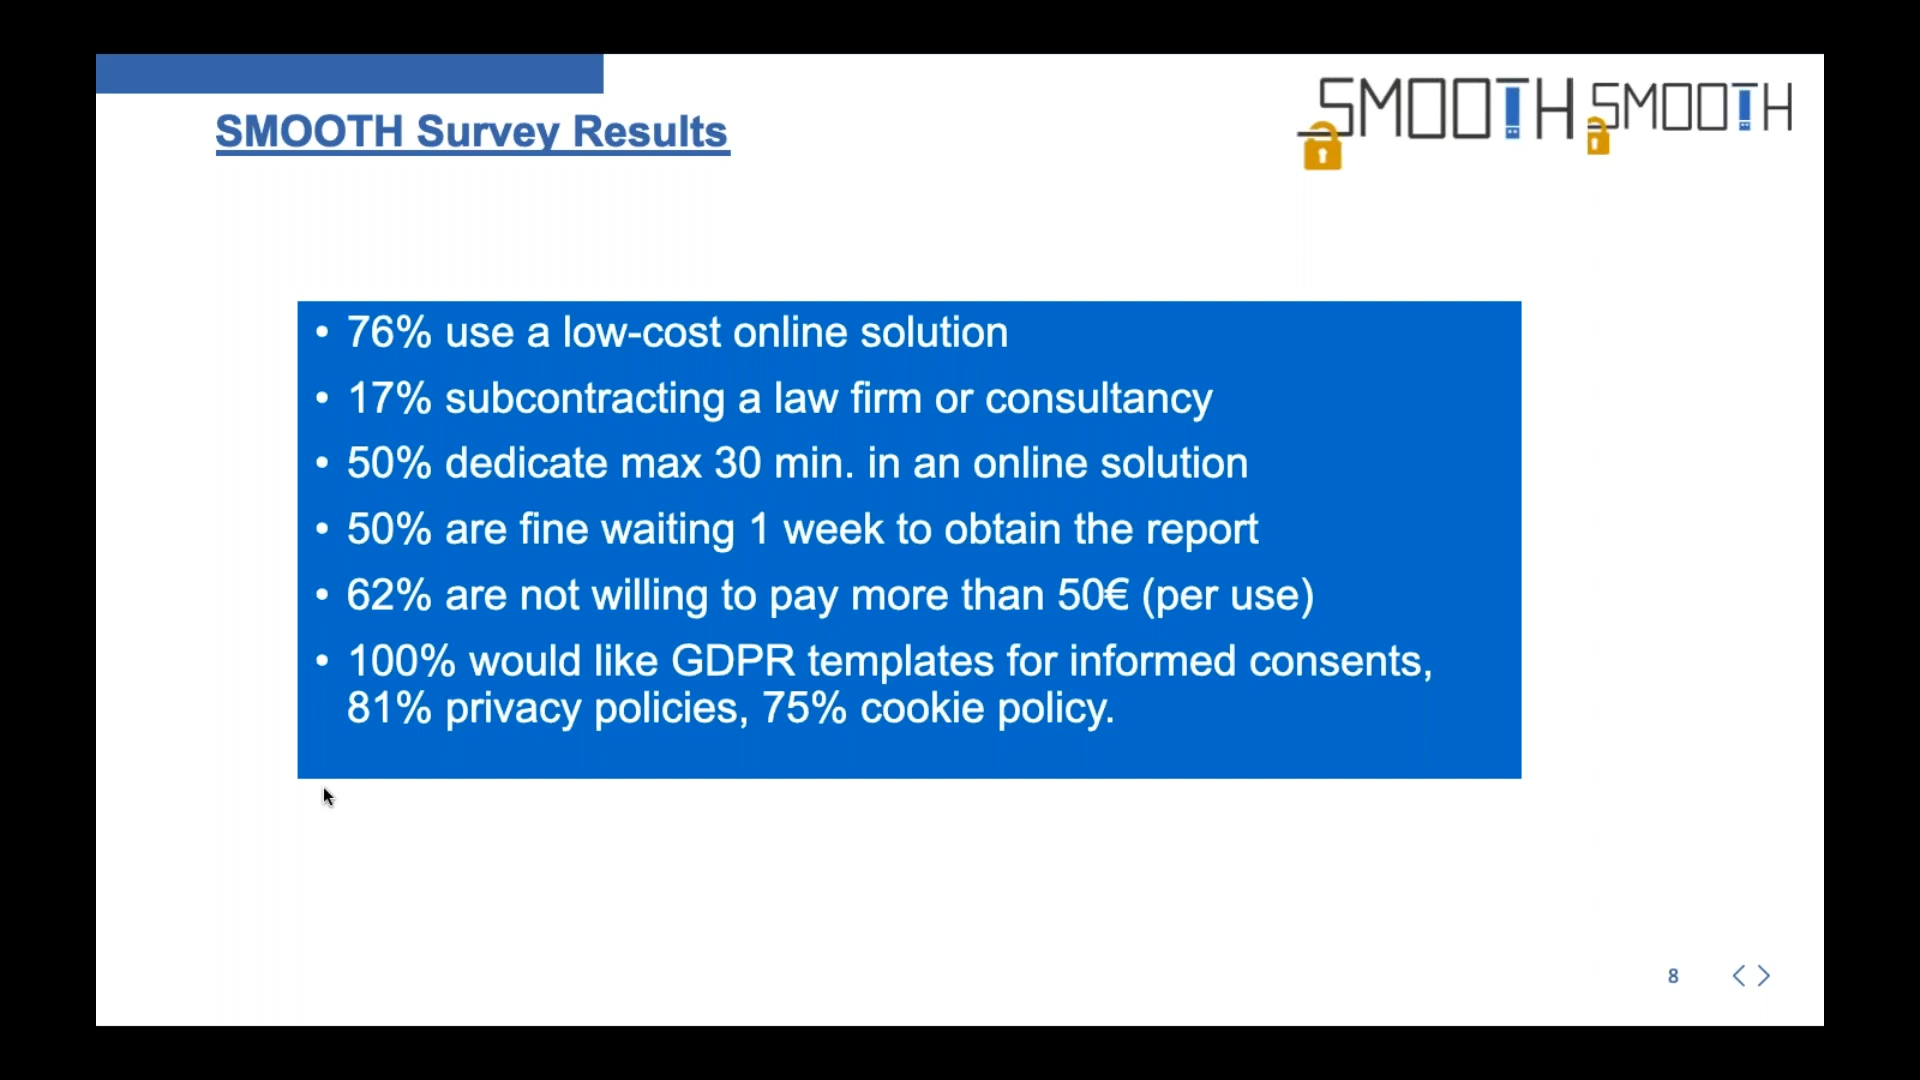 SMOOTH SMOOTH
SMOOTH Survey Results
• 76% use a low-cost online solution
• 17% subcontracting a law firm or consultancy
• 50% dedicate max 30 min. in an online solution
• 50% are fine waiting 1 week to obtain the report
• 62% are not willing to pay more than 50€ (per use)
• 100% would like GDPR templates for informed consents,
81% privacy policies, 75% cookie policy.
8